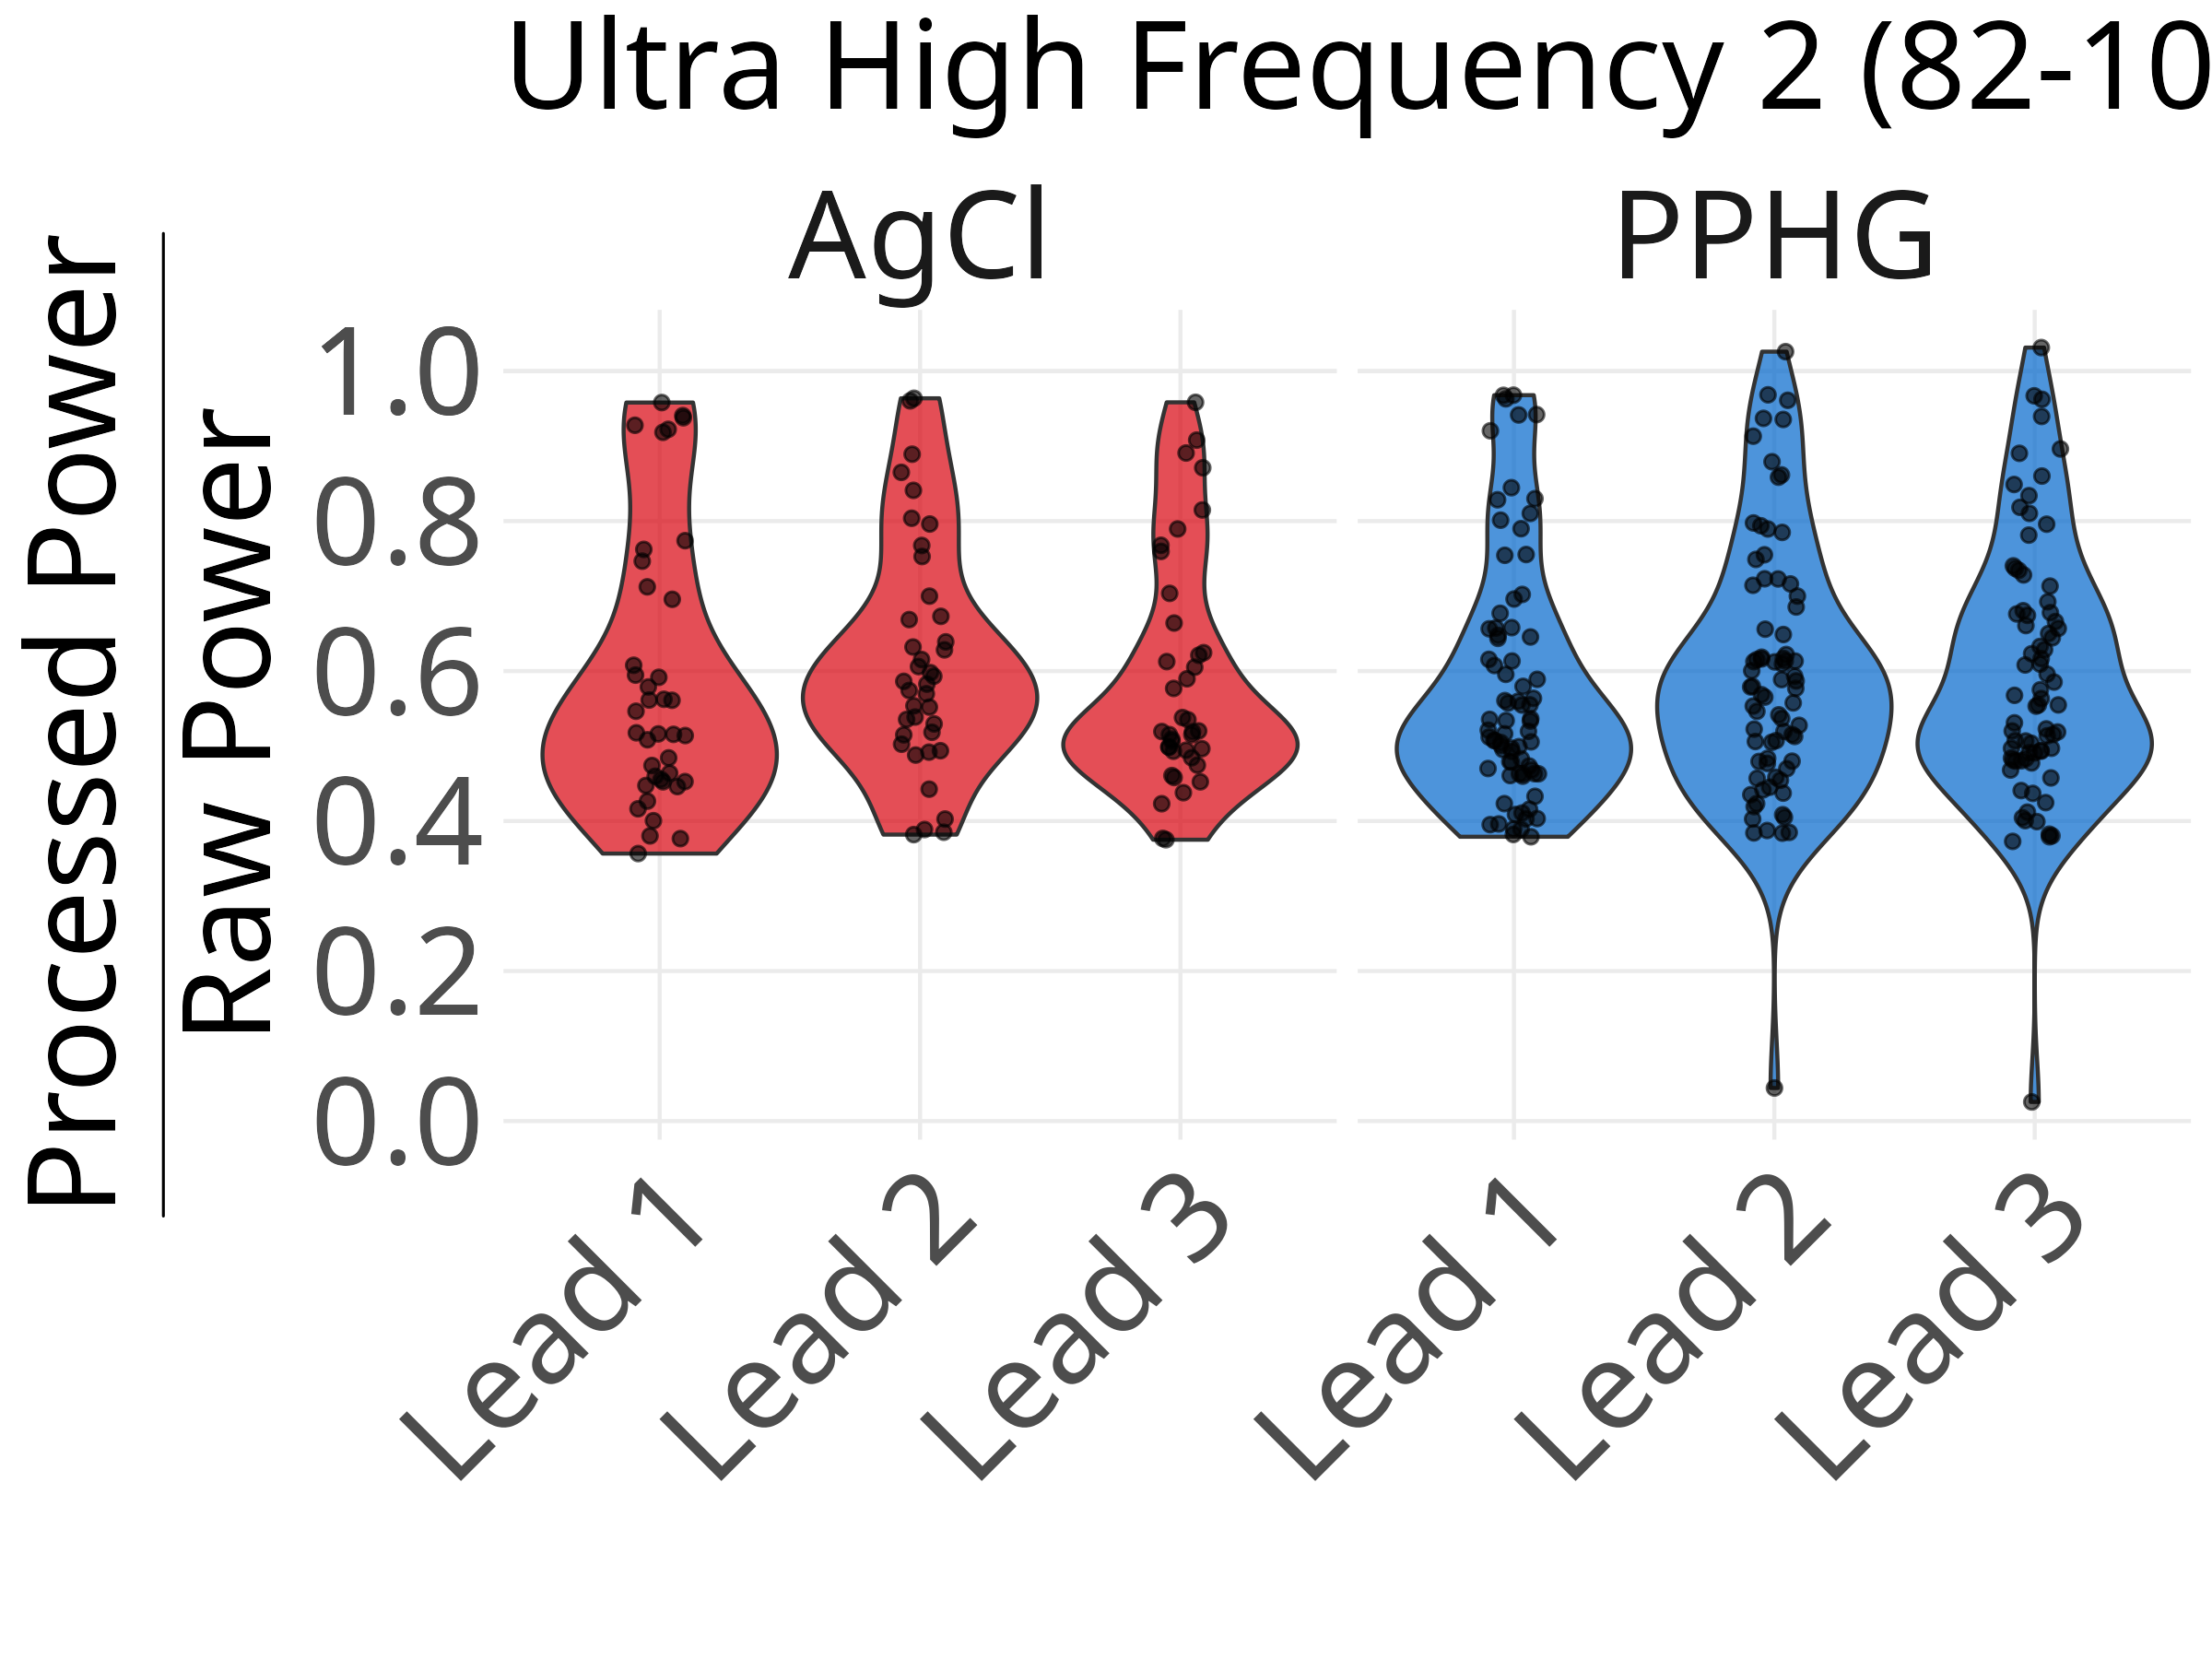 Ultra High Frequency 2 (82-10
AgCl
PPHG
Processed Power
Raw Power
1.0
0.8
0.6
0.4
0.2
0.0
Lead 1
Lead 2
Lead 3
Lead 1
Lead 2
Lead 3